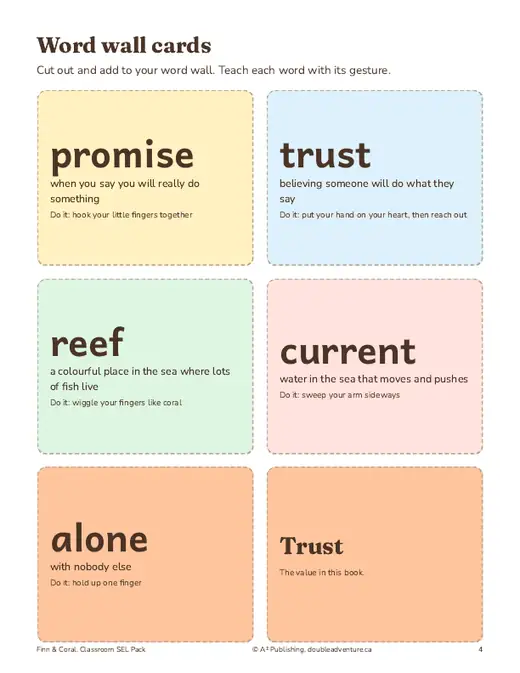 Word wall cards
Cut out and add to your word wall. Teach each word with its gesture.
promise
when you say you will really do
something
Do it: hook your little fingers together
trust
believing someone will do what they
say
Do it: put your hand on your heart, then reach out
reef
a colourful place in the sea where lots
of fish live
Do it: wiggle your fingers like coral
current
water in the sea that moves and pushes
Do it: sweep your arm sideways
alone
with nobody else
Do it: hold up one finger
Trust
The value in this book.
Finn & Coral. Classroom SEL Pack
© A² Publishing. doubleadventure.ca
4